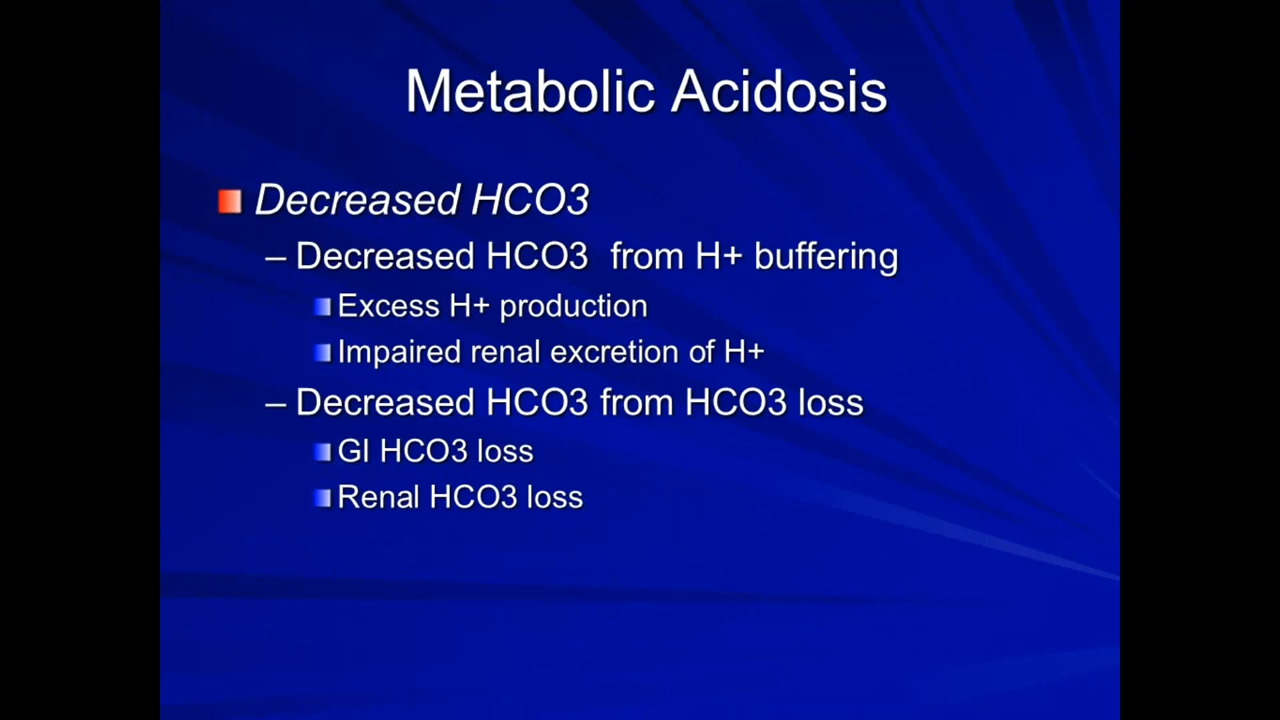 Metabolic Acidosis
Decreased HCO3
– Decreased HCO3 from H+ buffering
Excess H+ production
Impaired renal excretion of H+
– Decreased HCO3 from HCO3 loss
GI HCO3 loss
Renal HCO3 loss